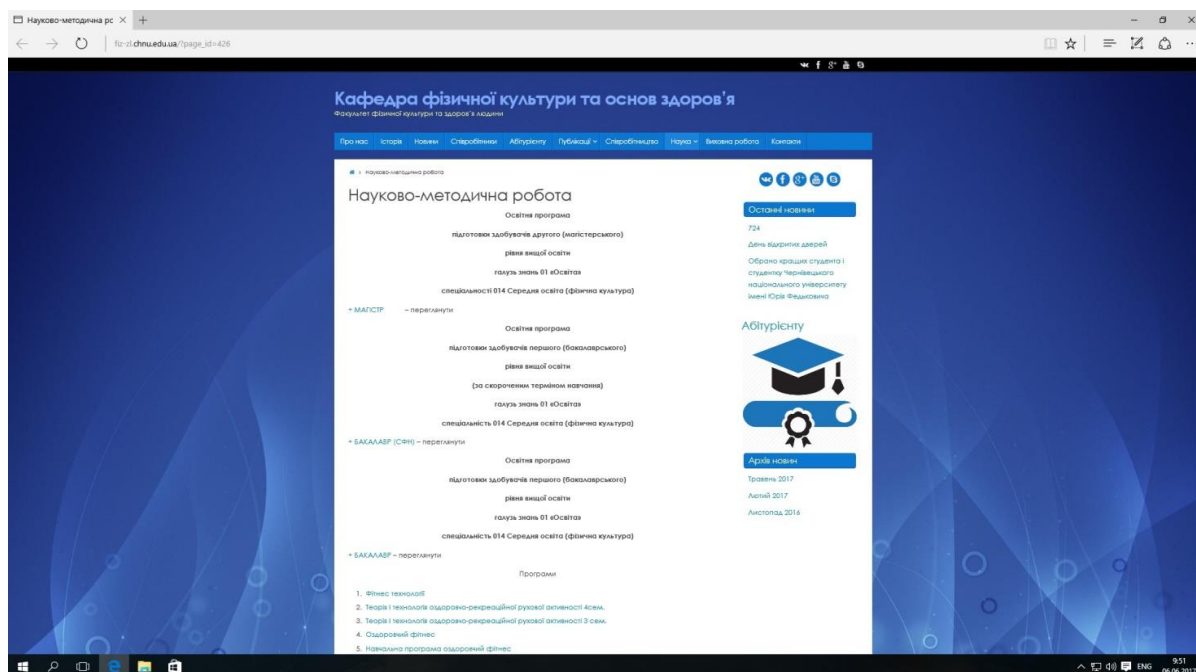 Науково-методична рс
fiz-zl.chnu.edu.ua/?page_id=426
Кафедра фізичної культури та основ здоров'я
Факультет фізичної культури та здоров'я людини
Про нас Історія Новини Співробітники Абітурієнту Публікації Співробітництво Наука Виховна робота Контакти
Науково-методична робота
Науково-методична робота
Освітня програма
підготовки здобувачів другого (магістерського)
рівня вищої освіти
галузь знань 01 «Освіта»
спеціальності 014 Середня освіта (фізична культура)
+ МАГІСТР – переглянути
Освітня програма
підготовки здобувачів першого (бакалаврського)
рівня вищої освіти
(за скороченим терміном навчання)
галузь знань 01 «Освіта»
спеціальність 014 Середня освіта (фізична культура)
+ БАКАЛАВР (СФН) – переглянути
Освітня програма
підготовки здобувачів першого (бакалаврського)
рівня вищої освіти
галузь знань 01 «Освіта»
спеціальність 014 Середня освіта (фізична культура)
+ БАКАЛАВР – переглянути
Програми
1. Фітнес технології
2. Теорія і технологія оздоровчо-рекреаційної рухової активності 4сем.
3. Теорія і технологія оздоровчо-рекреаційної рухової активності 3 сем.
4. Оздоровчий фітнес
5. Навчальна програма оздоровчий фітнес
Останні новини
724
День відкритих дверей
Обрано кращих студента і
студентку Чернівецького
національного університету
імені Юрія Федьковича
Абітурієнту
Архів новин
Травень 2017
Лютий 2017
Листопад 2016
ENG
9:51
06.06.2017